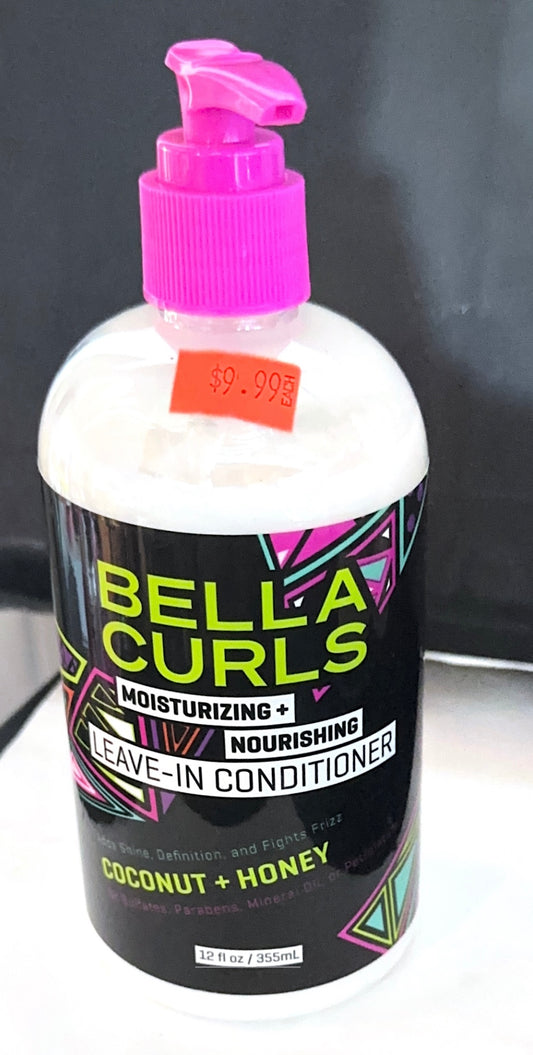 $9.99 EACH
BELLA
CURLS
MOISTURIZING +
NOURISHING
LEAVE-IN CONDITIONER
Adds Shine, Definition, and Fights Frizz
COCONUT + HONEY
Sulfates, Parabens, Mineral Oil, or
12 fl oz / 355mL